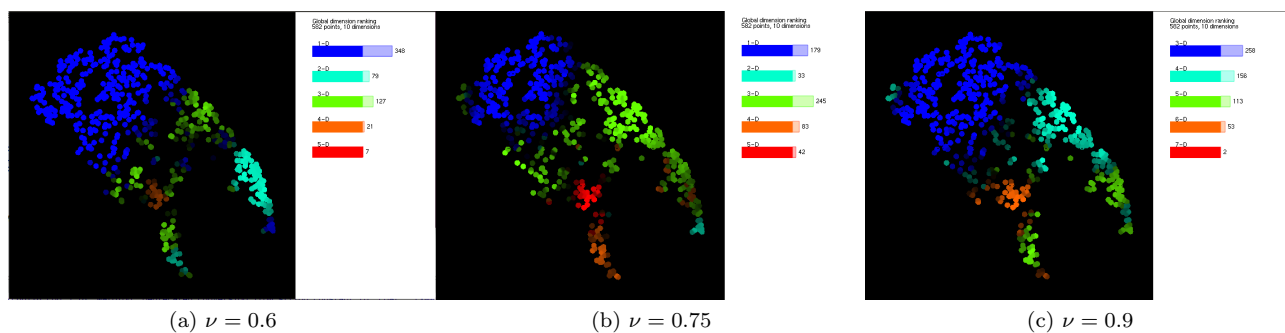 Global dimension ranking
582 points, 10 dimensions
1-D
348
2-D
79
3-D
127
4-D
21
5-D
7
Global dimension ranking
582 points, 10 dimensions
1-D
179
2-D
33
3-D
245
4-D
83
5-D
42
Global dimension ranking
582 points, 10 dimensions
3-D
258
4-D
156
5-D
113
6-D
53
7-D
2
(a) ν = 0.6
(b) ν = 0.75
(c) ν = 0.9